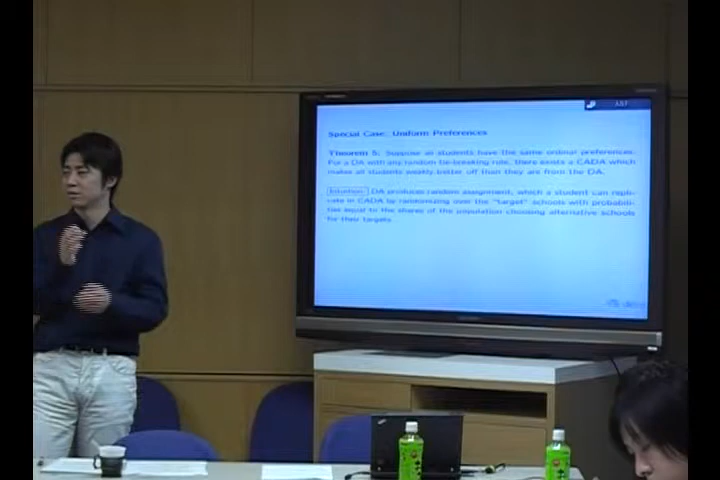 Special Case: Uniform Preferences
Theorem 5: Suppose all students have the same ordinal preferences.
For a DA with any random tie-breaking rule, there exists a CADA which
makes all students weakly better off than they are from the DA.
Intuition: DA produces random assignment, which a student can repli-
cate in CADA by randomizing over the "target" schools with probabili-
ties equal to the shares of the population choosing alternative schools
for their targets.